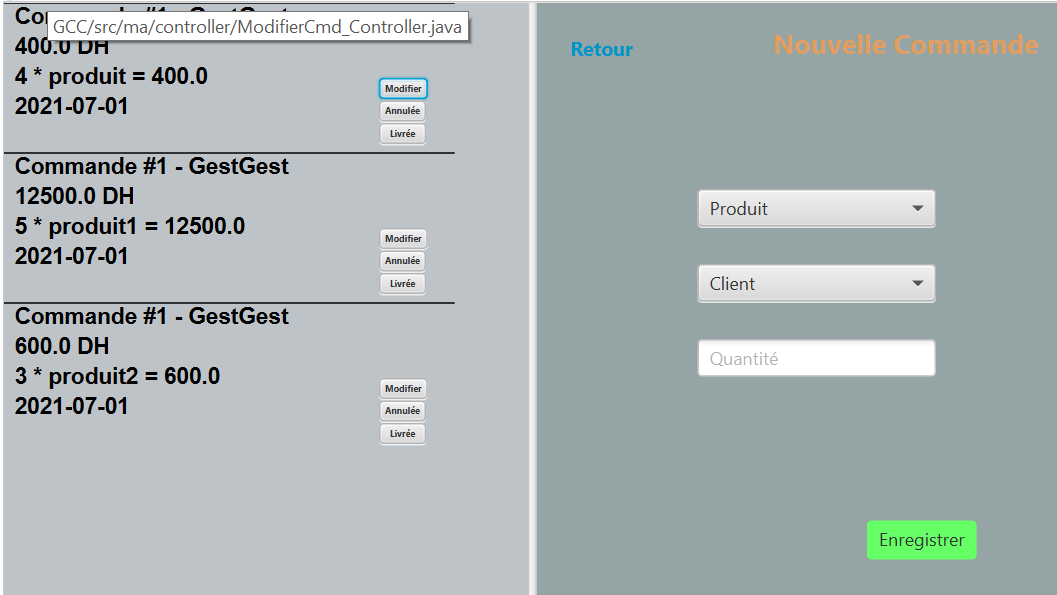 GCC/src/ma/controller/ModifierCmd_Controller.java
400.0 DH
4 * produit = 400.0
2021-07-01
Modifier
Annulée
Livrée
Commande #1 - GestGest
12500.0 DH
5 * produit1 = 12500.0
2021-07-01
Modifier
Annulée
Livrée
Commande #1 - GestGest
600.0 DH
3 * produit2 = 600.0
2021-07-01
Modifier
Annulée
Livrée
Retour
Nouvelle Commande
Produit
Client
Quantité
Enregistrer